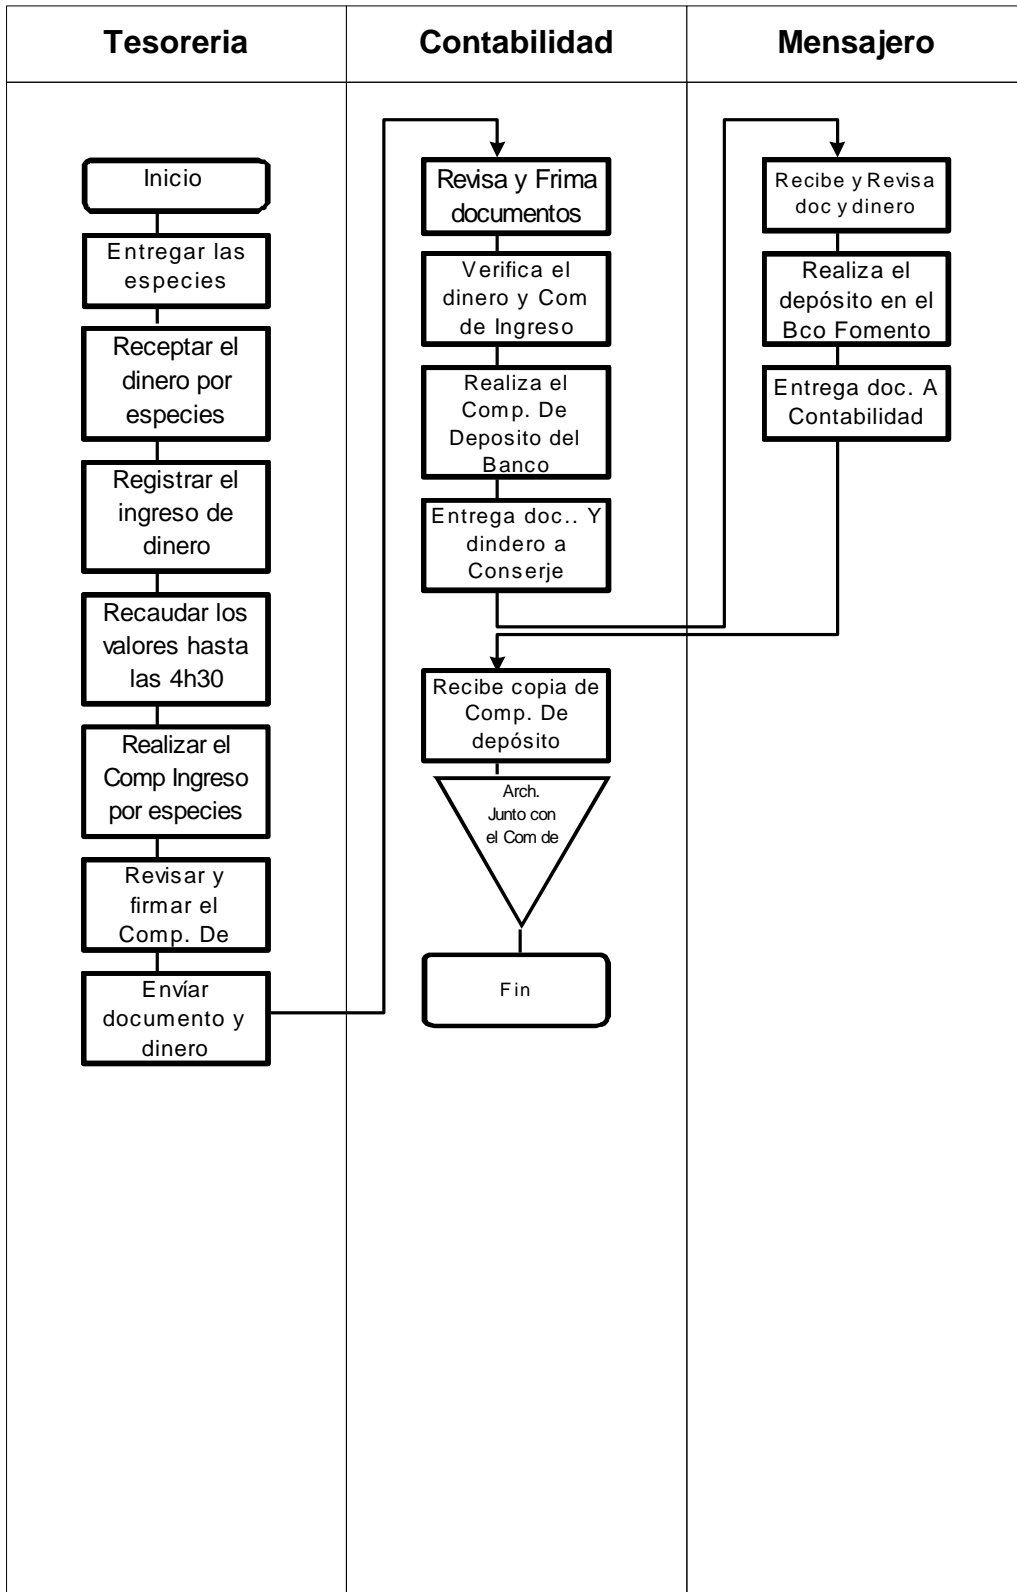 Tesoreria
Contabilidad
Mensajero
Inicio
Entregar las
especies
Receptar el
dinero por
especies
Registrar el
ingreso de
dinero
Recaudar los
valores hasta
las 4h30
Realizar el
Comp Ingreso
por especies
Revisar y
firmar el
Comp. De
Envíar
documento y
dinero
Revisa y Frima
documentos
Verifica el
dinero y Com
de Ingreso
Realiza el
Comp. De
Deposito del
Banco
Entrega doc.. Y
dindero a
Conserje
Recibe y Revisa
doc y dinero
Realiza el
depósito en el
Bco Fomento
Entrega doc. A
Contabilidad
Recibe copia de
Comp. De
depósito
Arch.
Junto con
el Com de
Fin